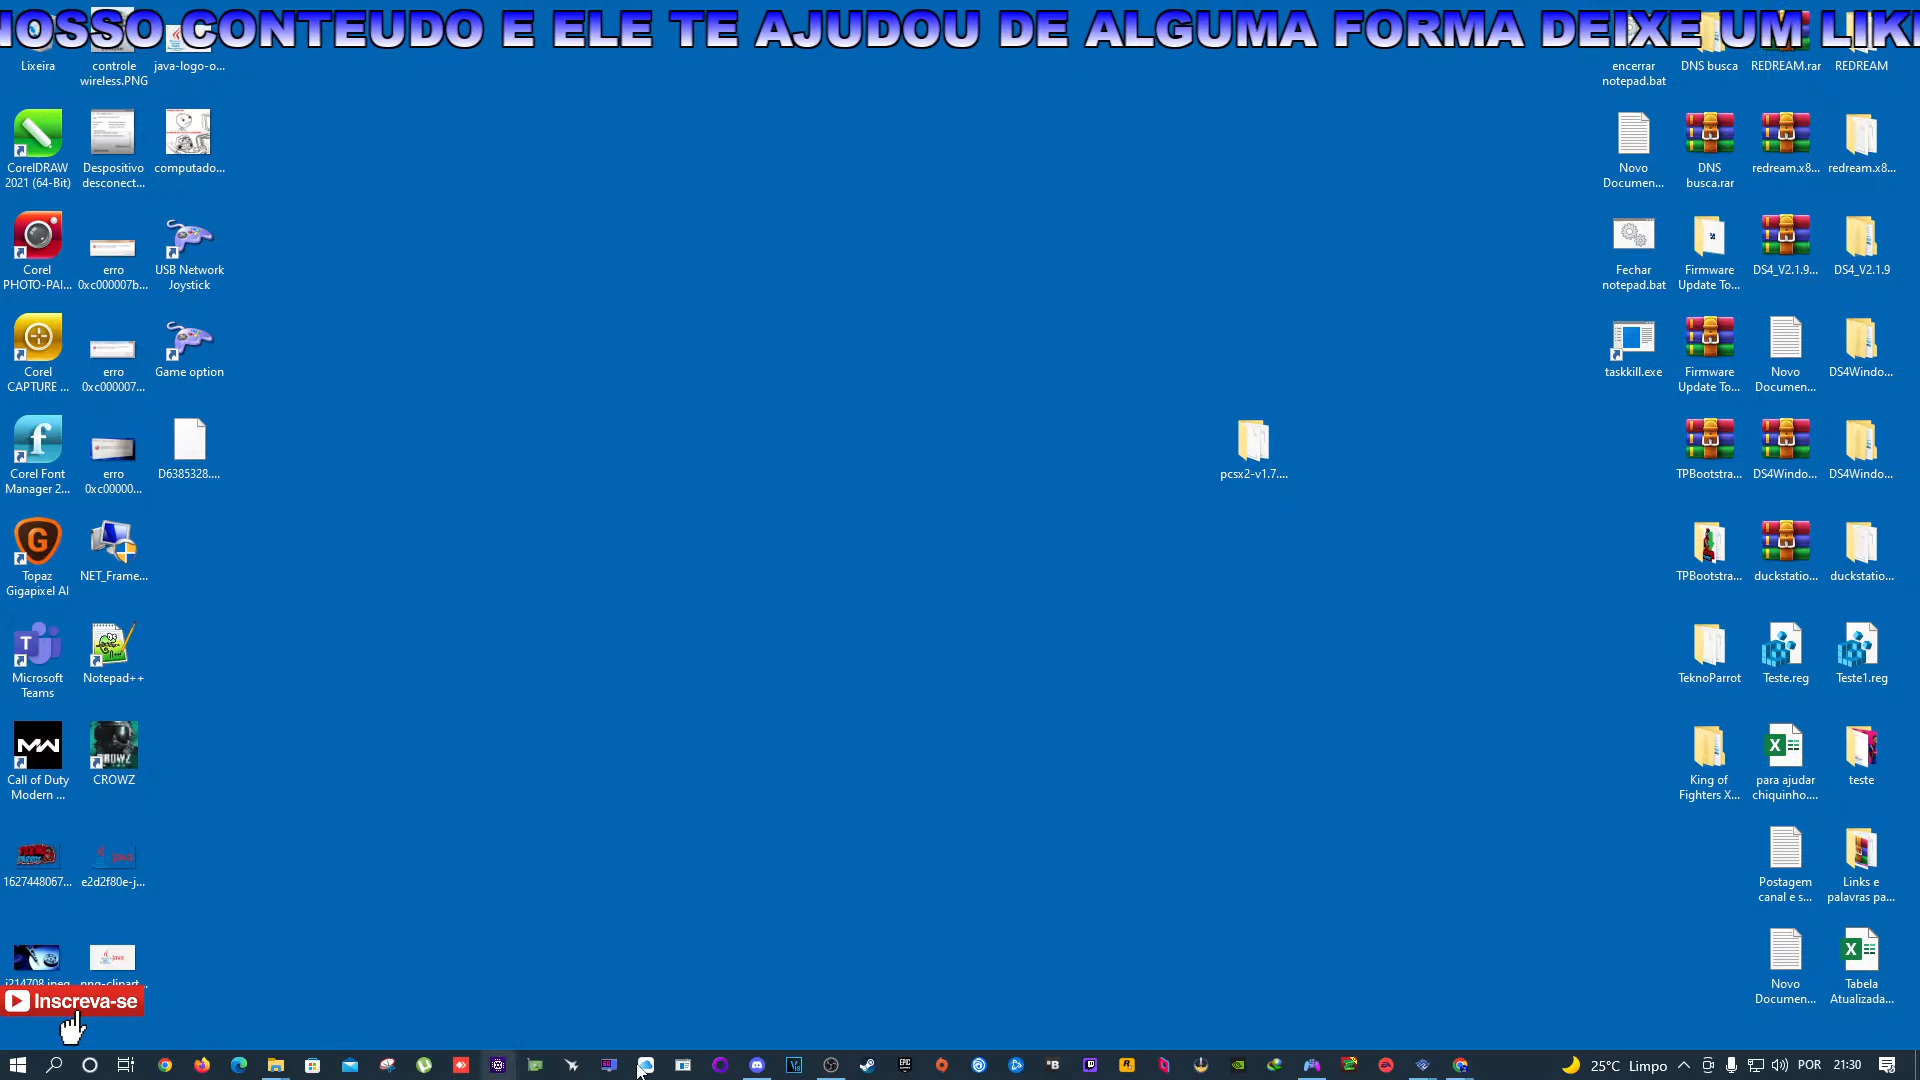 NOSSO CONTEUDO E ELE TE AJUDOU DE ALGUMA FORMA DEIXE UM LIK
Lixeira
controle
wireless.PNG
java-logo-o...
encerrar
notepad.bat
DNS busca
REDREAM.rar
REDREAM
CorelDRAW
2021 (64-Bit)
Despositivo
desconect...
computado...
Novo
Documen...
DNS
busca.rar
redream.x8...
redream.x8...
Corel
PHOTO-PAI...
erro
0xc000007b...
USB Network
Joystick
Fechar
notepad.bat
Firmware
Update To...
DS4_V2.1.9...
DS4_V2.1.9
Corel
CAPTURE ...
erro
0xc000007...
Game option
taskkill.exe
Firmware
Update To...
Novo
Documen...
DS4Windo...
Corel Font
Manager 2...
erro
0xc00000...
D6385328....
pcsx2-v1.7....
TPBootstra...
DS4Windo...
DS4Windo...
Topaz
Gigapixel AI
NET_Frame...
TPBootstra...
duckstatio...
duckstatio...
Microsoft
Teams
Notepad++
TeknoParrot
Teste.reg
Teste1.reg
Call of Duty
Modern ...
CROWZ
King of
Fighters X...
para ajudar
chiquinho....
teste
1627448067...
e2d2f80e-j...
Postagem
canal e s...
Links e
palavras pa...
Inscreva-se
Novo
Documen...
Tabela
Atualizada...
25°C Limpo
POR
21:30